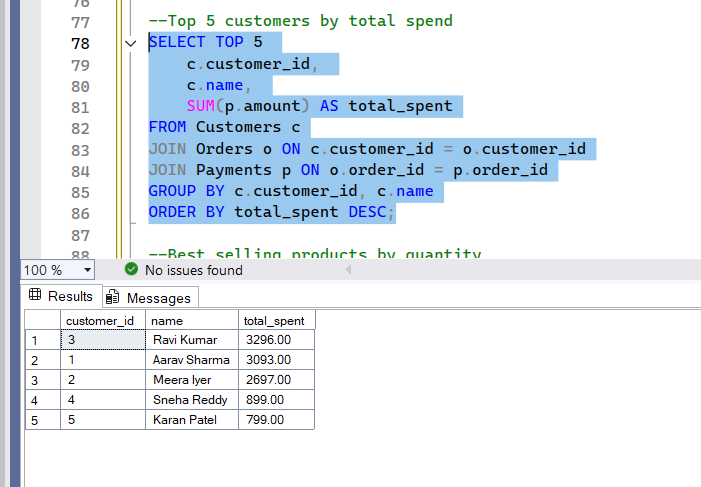 76
77 --Top 5 customers by total spend
78 SELECT TOP 5
79 c.customer_id,
80 c.name,
81 SUM(p.amount) AS total_spent
82 FROM Customers c
83 JOIN Orders o ON c.customer_id = o.customer_id
84 JOIN Payments p ON o.order_id = p.order_id
85 GROUP BY c.customer_id, c.name
86 ORDER BY total_spent DESC;
87
88 --Best selling products by quantity
100 % No issues found
Results Messages
customer_id name total_spent
1 3 Ravi Kumar 3296.00
2 1 Aarav Sharma 3093.00
3 2 Meera Iyer 2697.00
4 4 Sneha Reddy 899.00
5 5 Karan Patel 799.00